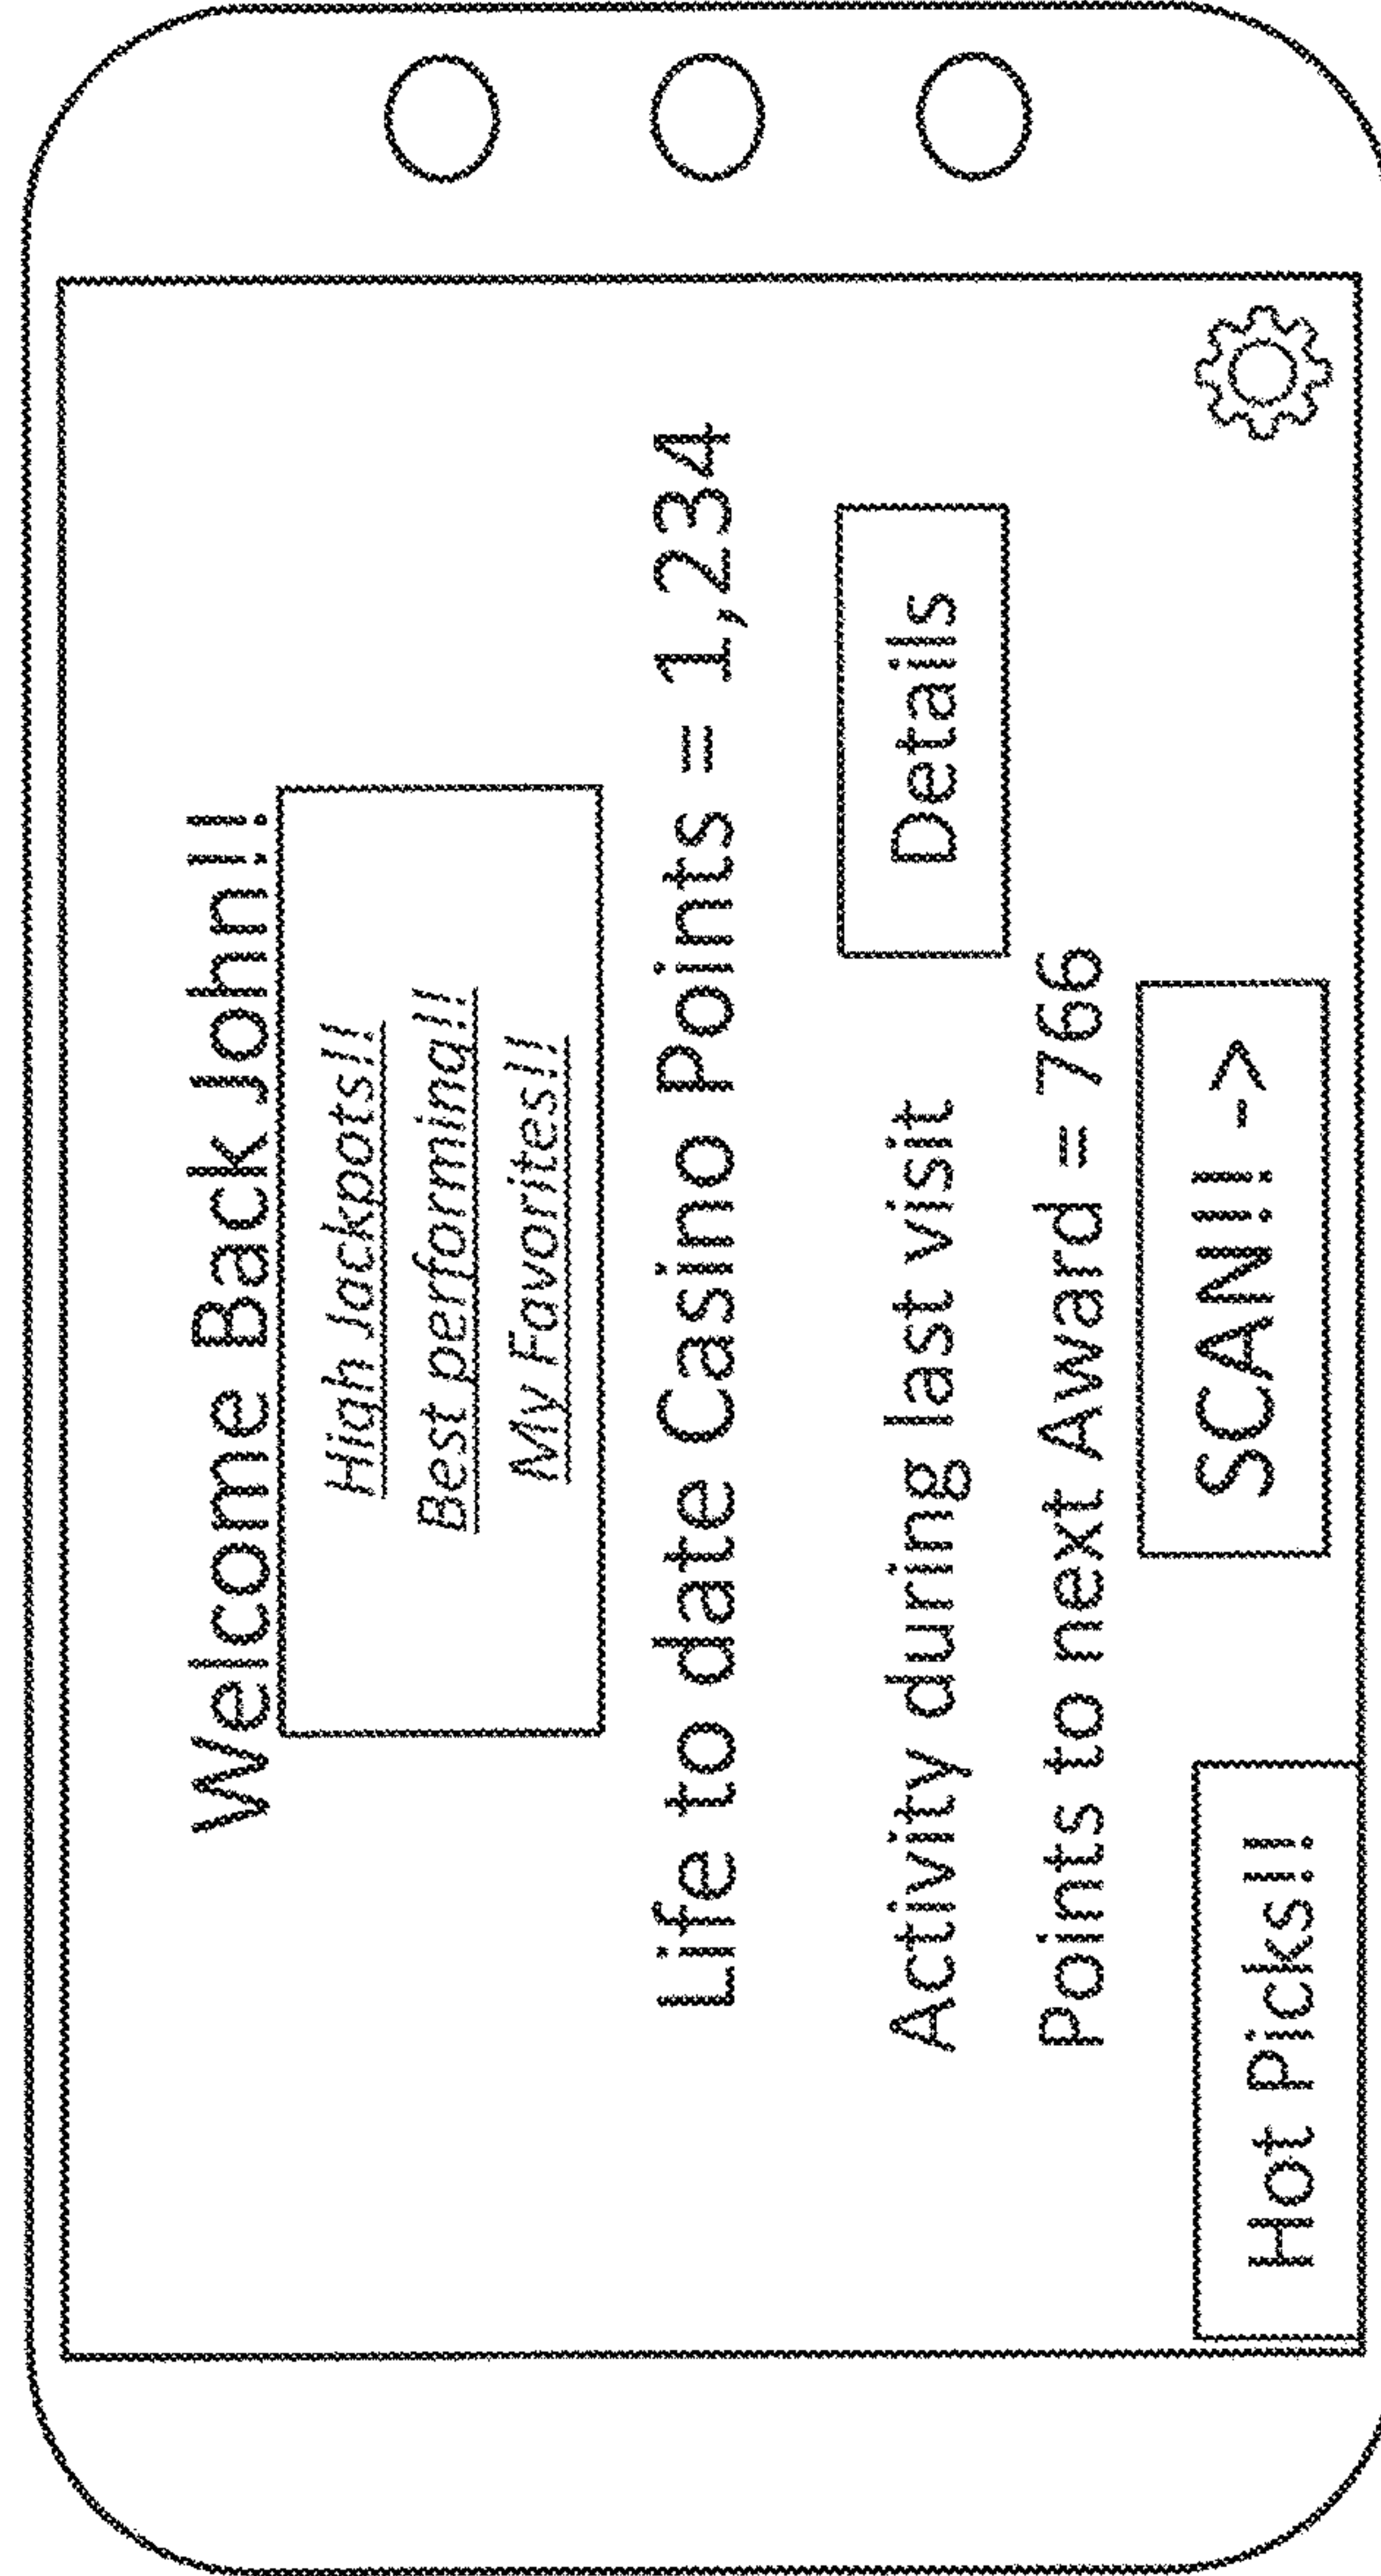 Welcome Back John!!
High Jackpots!!
Best performing!!
My Favorites!!
Life to date Casino Points = 1,234
Activity during last visit
Details
Points to next Award = 766
SCAN!! ->
Hot Picks!!